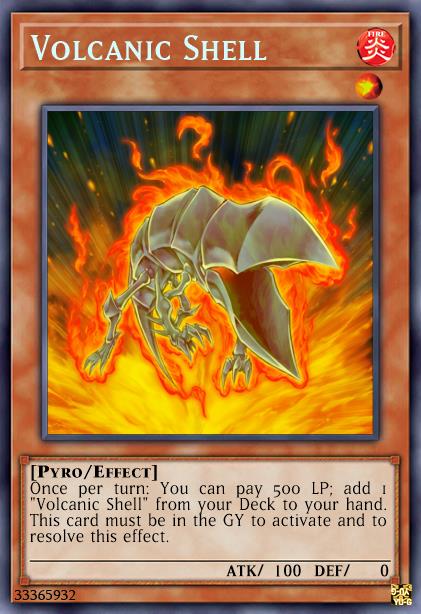 Volcanic Shell
FIRE
炎
[Pyro/Effect]
Once per turn: You can pay 500 LP; add 1
"Volcanic Shell" from your Deck to your hand.
This card must be in the GY to activate and to
resolve this effect.
ATK/ 100 DEF/ 0
33365932